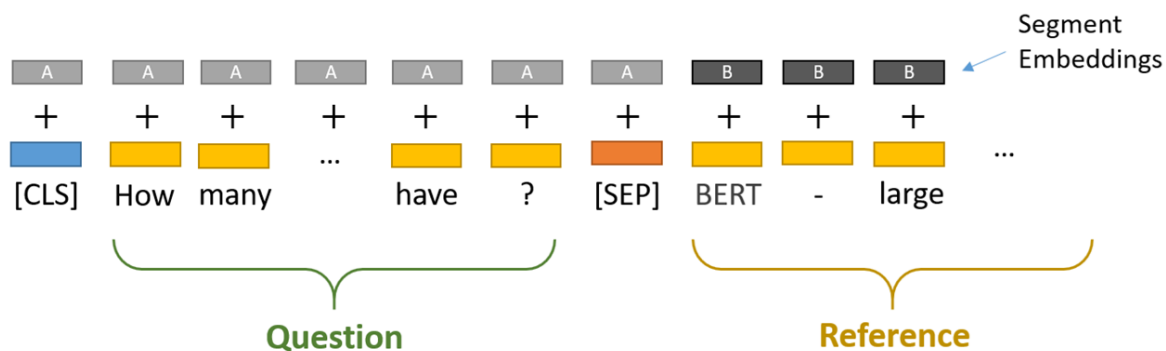 Segment
Embeddings
A A A A A A A B B B
+ + + + + + + + + +
... ...
[CLS] How many have ? [SEP] BERT - large
Question Reference